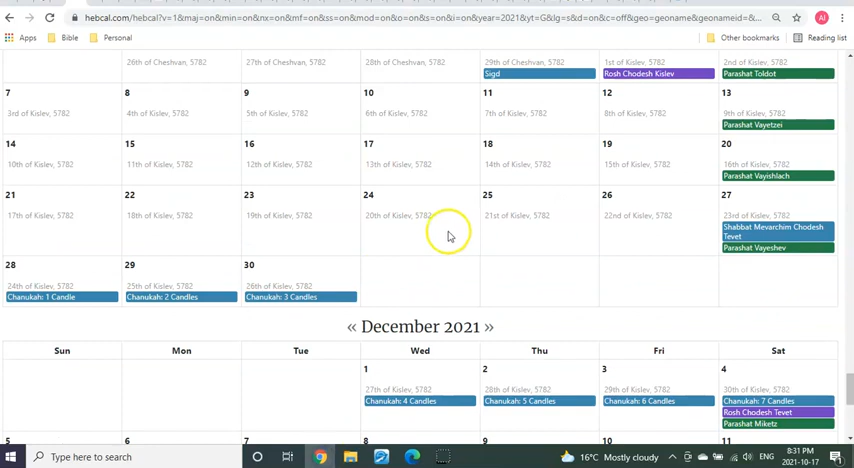 hebcal.com/hebcal?v=1&maj=on&min=on&nx=on&mf=on&ss=on&mod=on&o=on&s=on&i=on&year=2021&yt=G&lg=s&d=on&c=off&geo=geoname&geonameid=&...
Apps Bible Personal Other bookmarks Reading list
26th of Cheshvan, 5782 27th of Cheshvan, 5782 28th of Cheshvan, 5782 29th of Cheshvan, 5782 1st of Kislev, 5782 2nd of Kislev, 5782
Sigd Rosh Chodesh Kislev Parashat Toldot
7 8 9 10 11 12 13
3rd of Kislev, 5782 4th of Kislev, 5782 5th of Kislev, 5782 6th of Kislev, 5782 7th of Kislev, 5782 8th of Kislev, 5782 9th of Kislev, 5782
Parashat Vayetzei
14 15 16 17 18 19 20
10th of Kislev, 5782 11th of Kislev, 5782 12th of Kislev, 5782 13th of Kislev, 5782 14th of Kislev, 5782 15th of Kislev, 5782 16th of Kislev, 5782
Parashat Vayishlach
21 22 23 24 25 26 27
17th of Kislev, 5782 18th of Kislev, 5782 19th of Kislev, 5782 20th of Kislev, 5782 21st of Kislev, 5782 22nd of Kislev, 5782 23rd of Kislev, 5782
Shabbat Mevarchim Chodesh
Tevet
Parashat Vayeshev
28 29 30
24th of Kislev, 5782 25th of Kislev, 5782 26th of Kislev, 5782
Chanukah: 1 Candle Chanukah: 2 Candles Chanukah: 3 Candles
« December 2021 »
Sun Mon Tue Wed Thu Fri Sat
1 2 3 4
27th of Kislev, 5782 28th of Kislev, 5782 29th of Kislev, 5782 30th of Kislev, 5782
Chanukah: 4 Candles Chanukah: 5 Candles Chanukah: 6 Candles Chanukah: 7 Candles
Rosh Chodesh Tevet
Parashat Miketz
5 6 7 8 9 10 11
Type here to search 16°C Mostly cloudy ENG 8:31 PM
2021-10-17